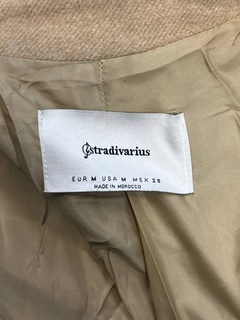 stradivarius
EUR M USA M MEX 28
MADE IN MOROCCO